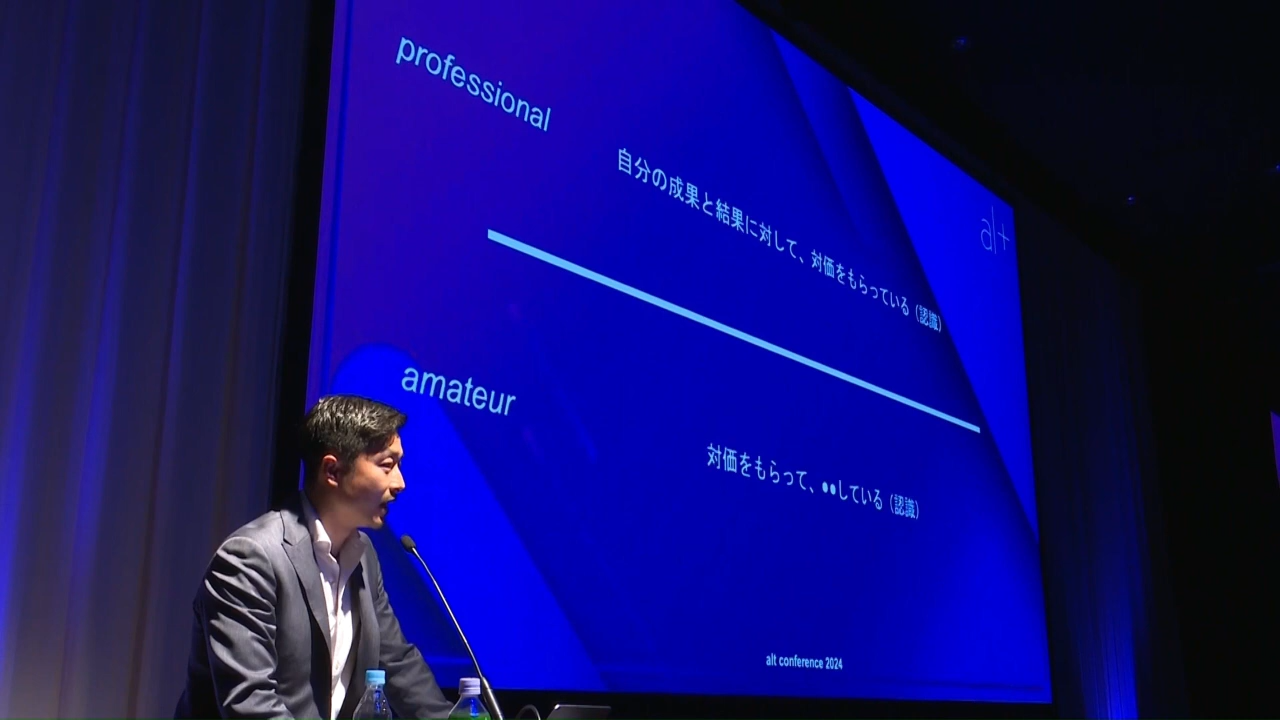 professional
自分の成果と結果に対して、対価をもらっている（認識）
al+
amateur
対価をもらって、●●している（認識）
alt conference 2024